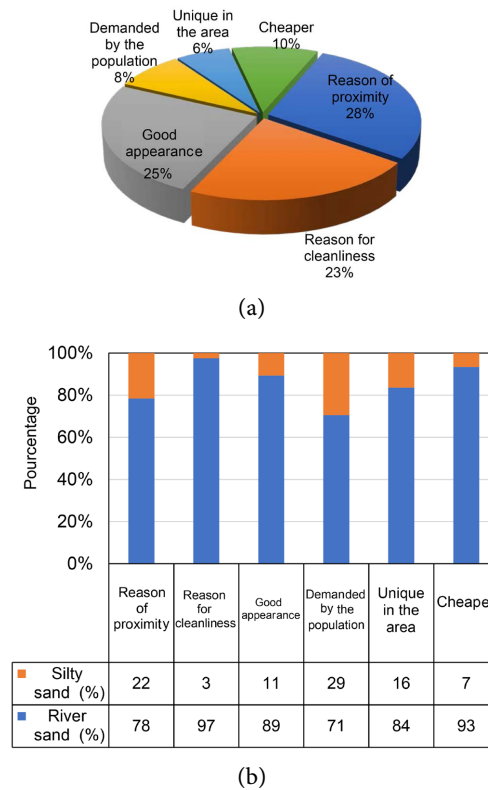 Unique in
the area
6%
Cheaper
10%
Demanded
by the
population
8%
Reason of
proximity
28%
Good
appearance
25%
Reason for
cleanliness
23%
(a)
Pourcentage
100%
80%
60%
40%
20%
0%
Reason
of
proximity
Reason
for
cleanliness
Good
appearance
Demanded
by the
population
Unique
in the
area
Cheape
Silty
sand (%)
22 3 11 29 16 7
River
sand (%)
78 97 89 71 84 93
(b)